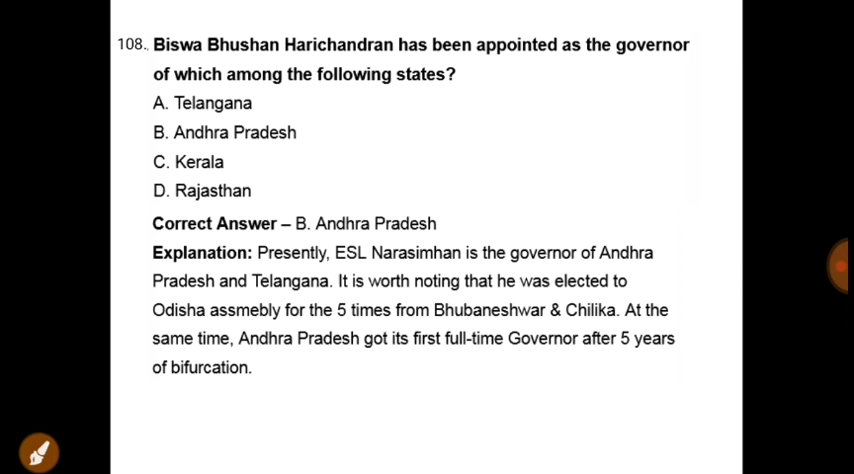 108. Biswa Bhushan Harichandran has been appointed as the governor
of which among the following states?
A. Telangana
B. Andhra Pradesh
C. Kerala
D. Rajasthan
Correct Answer – B. Andhra Pradesh
Explanation: Presently, ESL Narasimhan is the governor of Andhra
Pradesh and Telangana. It is worth noting that he was elected to
Odisha assmebly for the 5 times from Bhubaneshwar & Chilika. At the
same time, Andhra Pradesh got its first full-time Governor after 5 years
of bifurcation.